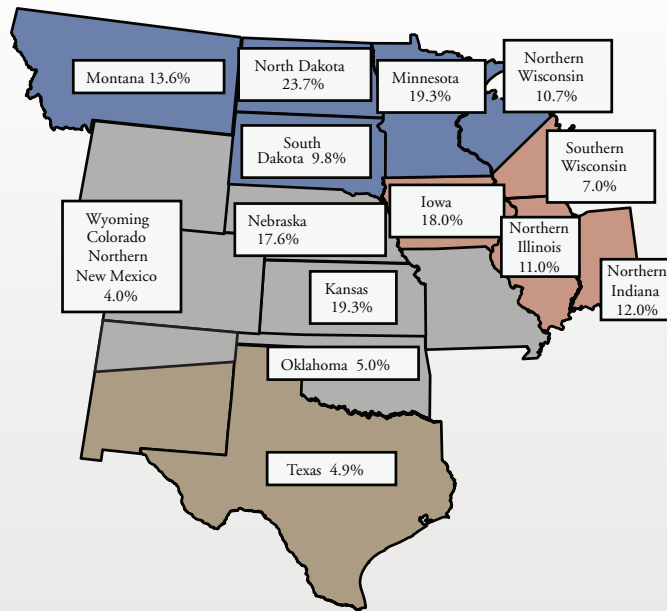 Montana 13.6%
North Dakota
23.7%
Minnesota
19.3%
Northern
Wisconsin
10.7%
South
Dakota 9.8%
Southern
Wisconsin
7.0%
Wyoming
Colorado
Northern
New Mexico
4.0%
Nebraska
17.6%
Iowa
18.0%
Northern
Illinois
11.0%
Northern
Indiana
12.0%
Kansas
19.3%
Oklahoma 5.0%
Texas 4.9%